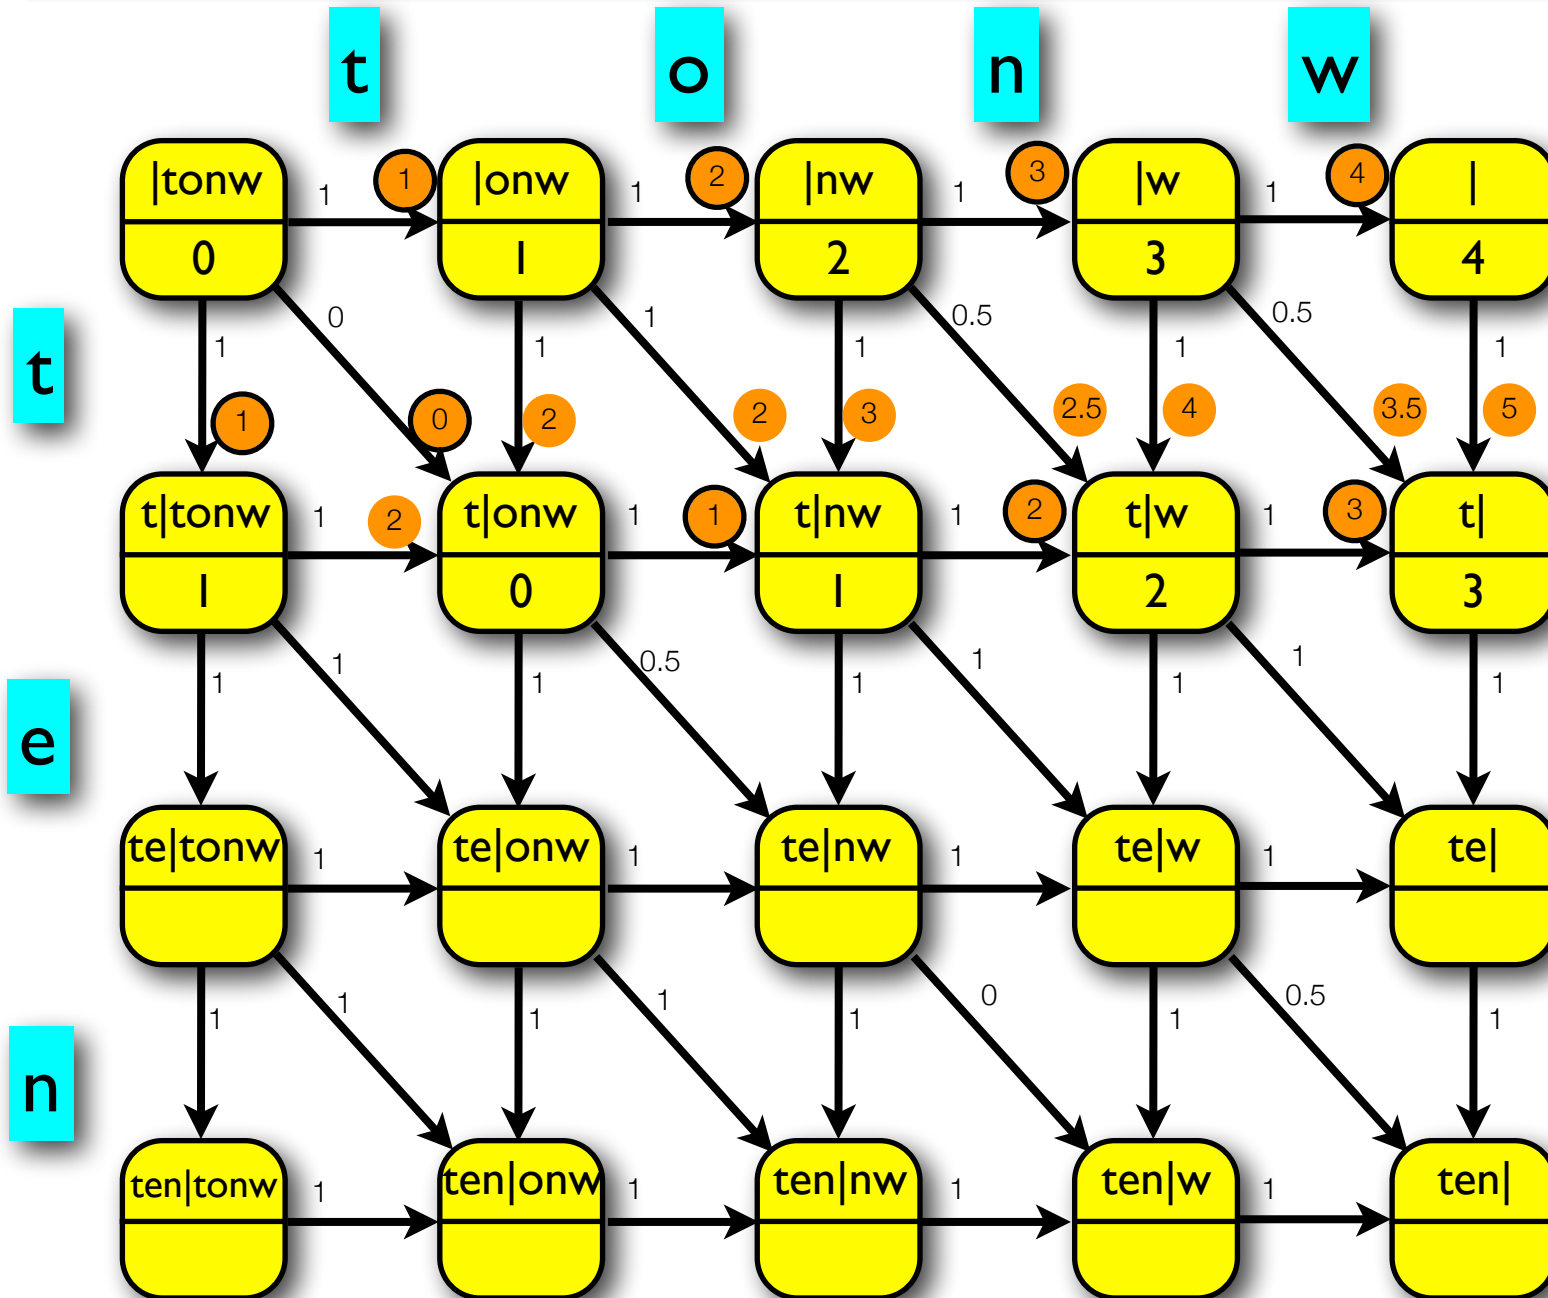 t o n w
|tonw 1 1 |onw 1 2 |nw 1 3 |w 1 4 |
0 1 2 3 4
0 1 0.5 0.5
t 1 1 1 1 1
1 0 2 2 3 2.5 4 3.5 5
t|tonw 1 2 t|onw 1 1 t|nw 1 2 t|w 1 3 t|
1 0 1 2 3
1 0.5 1 1
e 1 1 1 1 1
te|tonw 1 te|onw 1 te|nw 1 te|w 1 te|
1 1 0 0.5
n 1 1 1 1 1
ten|tonw 1 ten|onw 1 ten|nw 1 ten|w 1 ten|